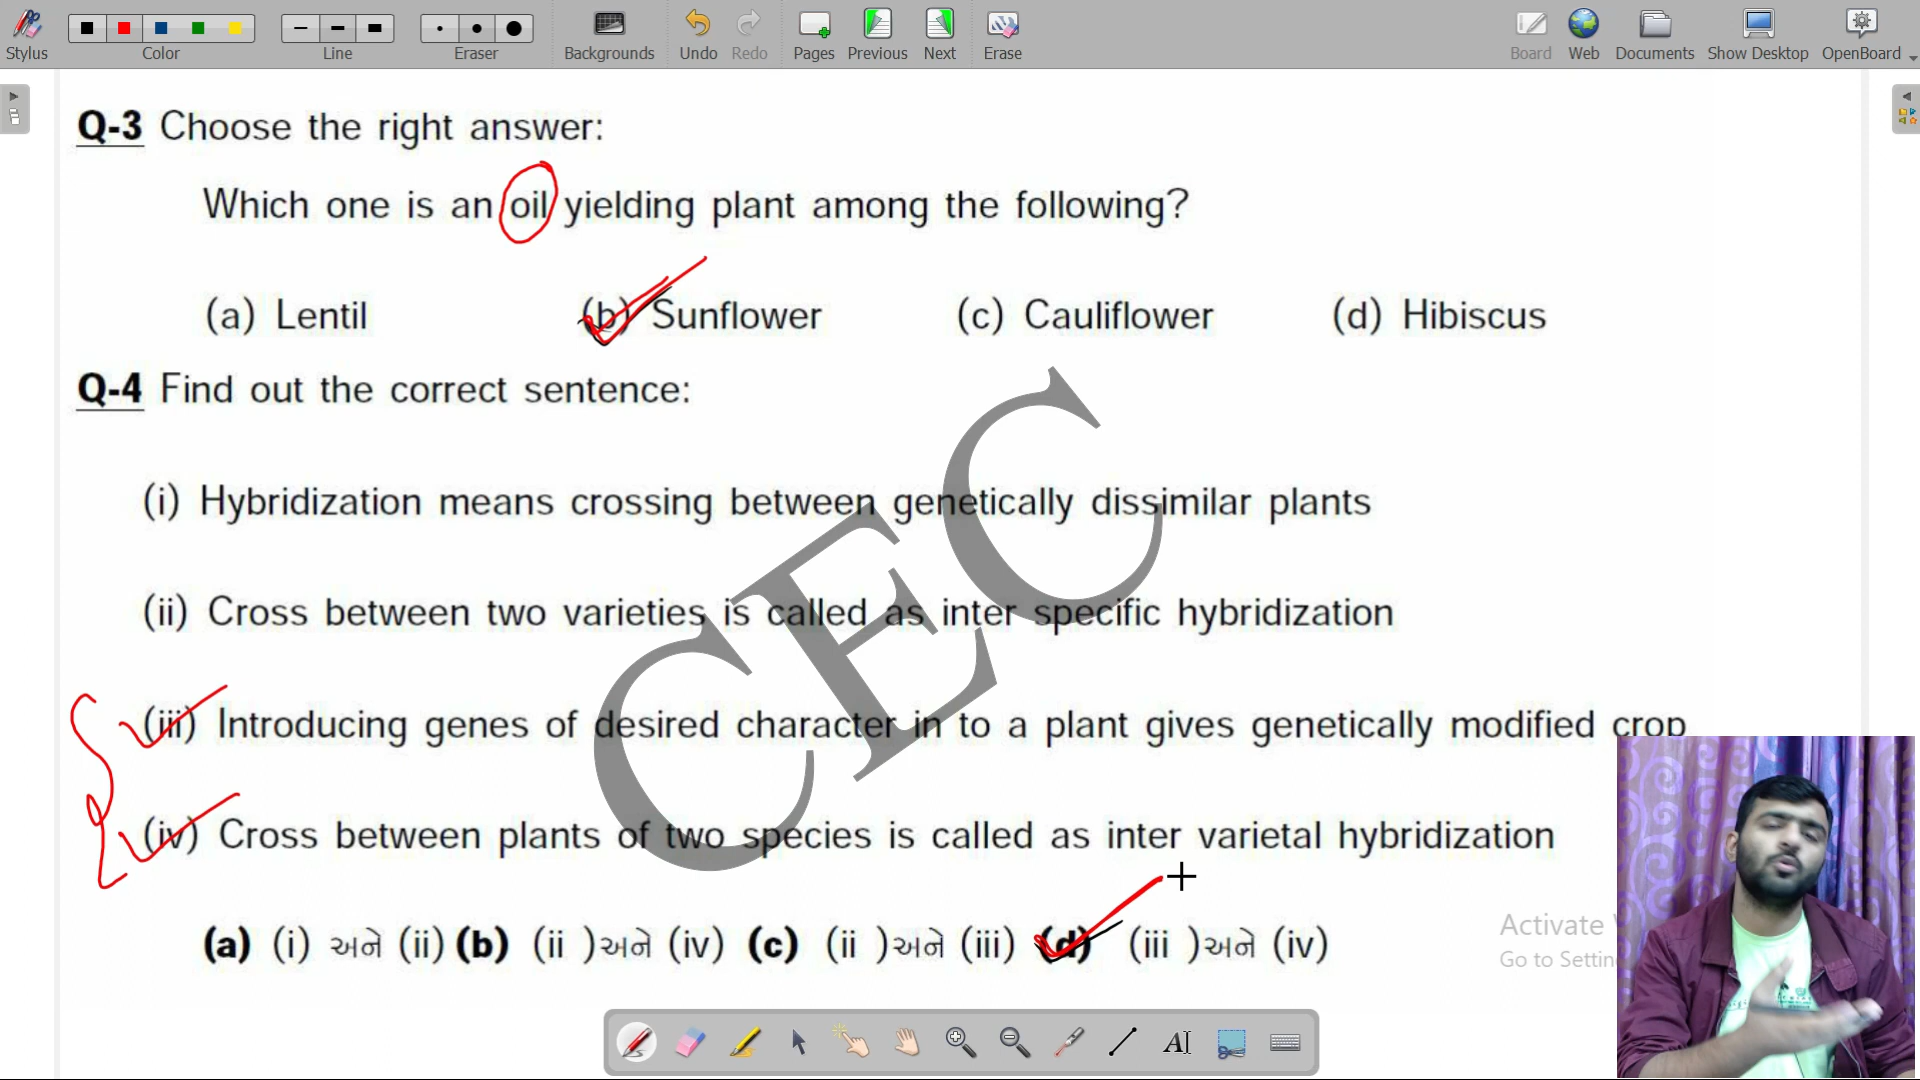 Stylus Color Line Eraser Backgrounds Undo Redo Pages Previous Next Erase Board Web Documents Show Desktop OpenBoard
Q-3 Choose the right answer:
Which one is an oil yielding plant among the following?
(a) Lentil (b) Sunflower (c) Cauliflower (d) Hibiscus
Q-4 Find out the correct sentence:
(i) Hybridization means crossing between genetically dissimilar plants
(ii) Cross between two varieties is called as inter specific hybridization
(iii) Introducing genes of desired character in to a plant gives genetically modified crop
(iv) Cross between plants of two species is called as inter varietal hybridization
(a) (i) અને (ii) (b) (ii ) અને (iv) (c) (ii ) અને (iii) (d) (iii ) અને (iv)
CEC
Activate
Go to